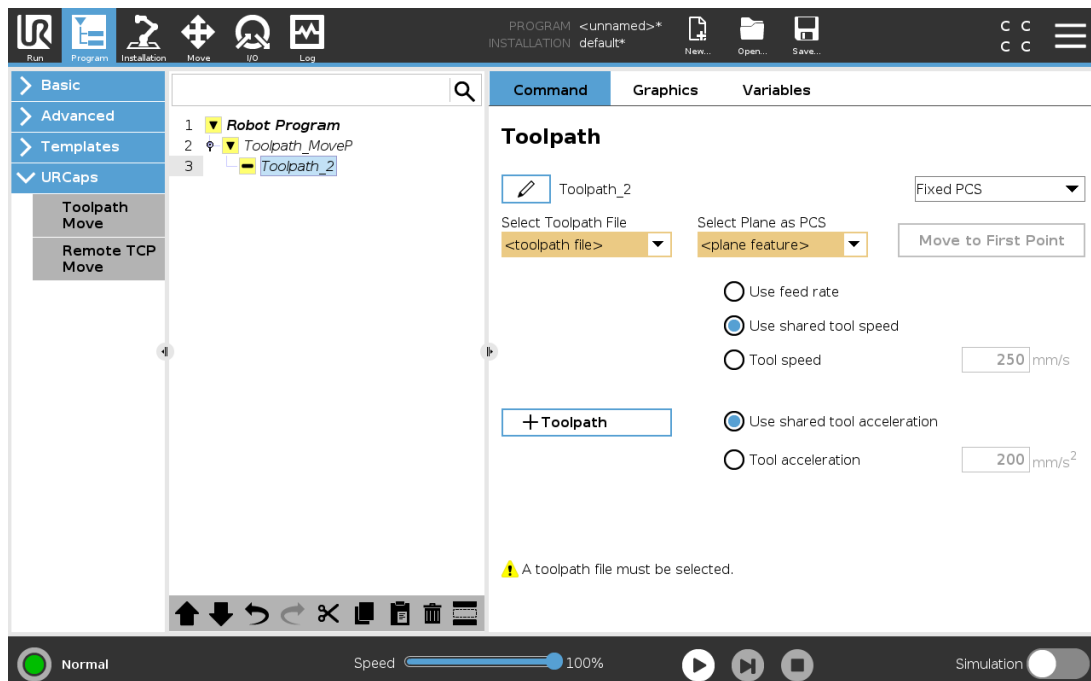 UR
PROGRAM <unnamed>*
INSTALLATION default*
C C
C C
Run Program Installation Move I/O Log New... Open... Save...
Basic
Advanced
Templates
URCaps
Toolpath
Move
Remote TCP
Move
1 Robot Program
2 Toolpath_MoveP
3 Toolpath_2
Command Graphics Variables
Toolpath
Toolpath_2 Fixed PCS
Select Toolpath File Select Plane as PCS
<toolpath file> <plane feature> Move to First Point
Use feed rate
Use shared tool speed
Tool speed 250 mm/s
+Toolpath Use shared tool acceleration
Tool acceleration 200 mm/s²
A toolpath file must be selected.
Normal Speed 100% Simulation